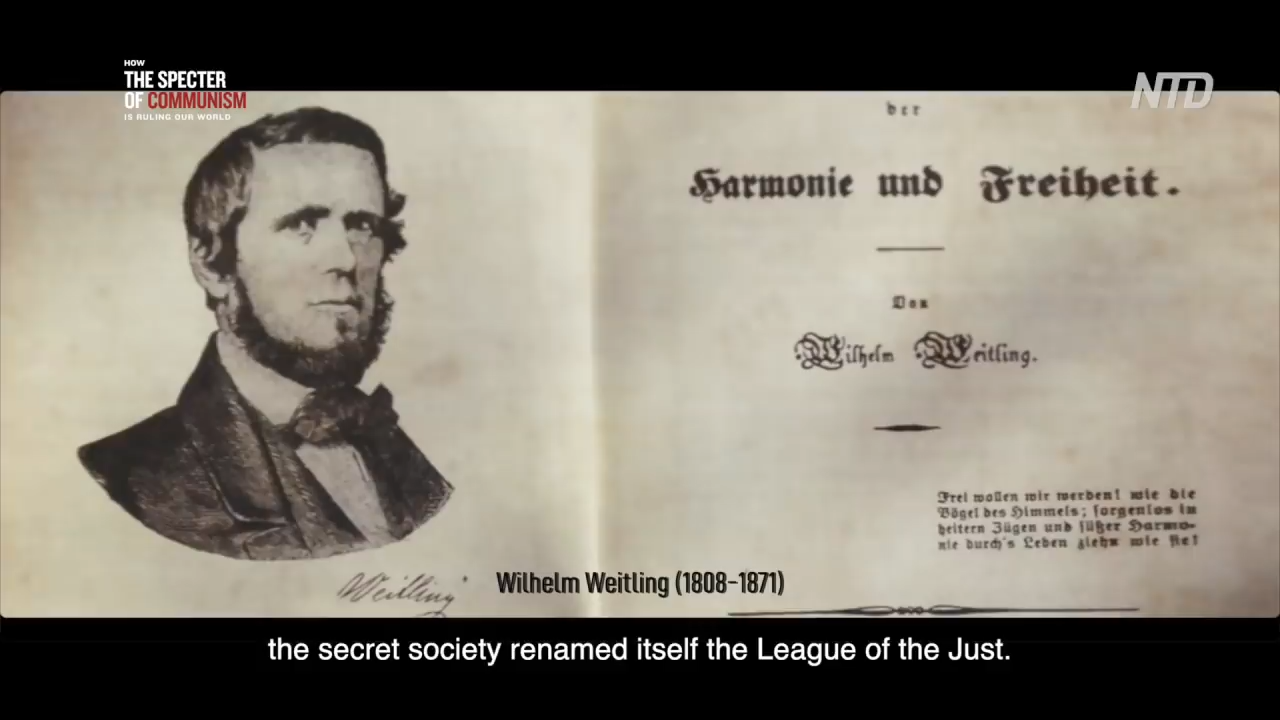 HOW
THE SPECTER
OF COMMUNISM
IS RULING OUR WORLD
NTD
der
Harmonie und Freiheit.
Von
Wilhelm Weitling.
Frei wollen wir werden! wie die
Vögel des Himmels; sorgenlos in
heitern Zügen und süßer Harmo-
nie durch's Leben ziehn wie sie!
Weitling
Wilhelm Weitling (1808-1871)
the secret society renamed itself the League of the Just.